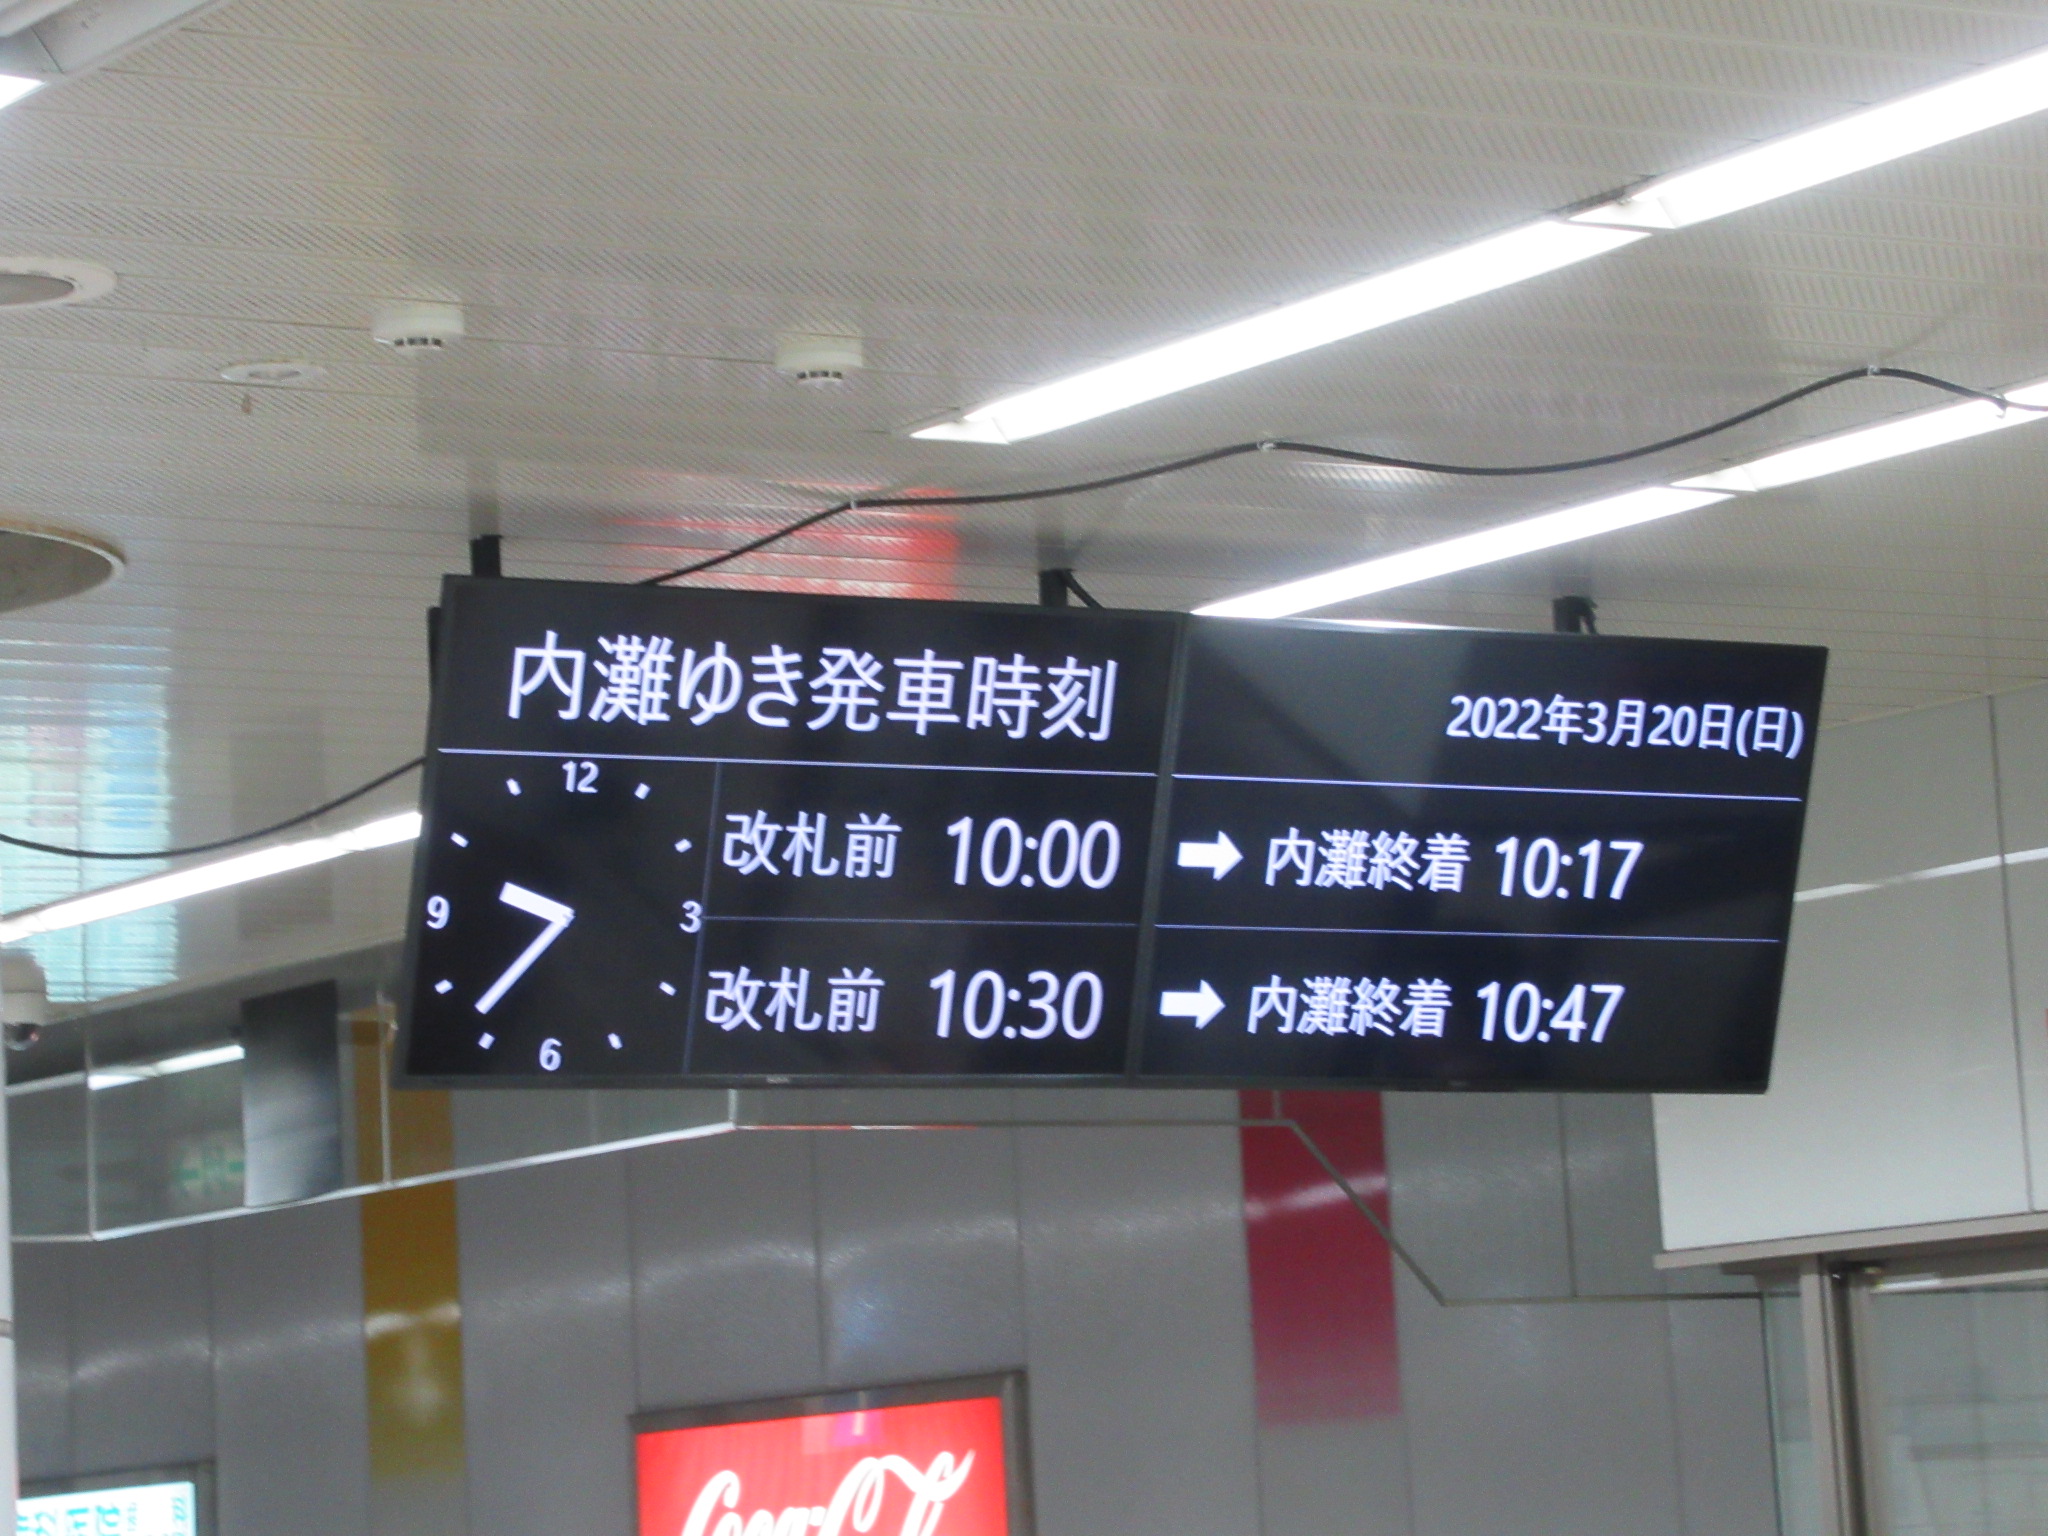 内灘ゆき発車時刻
2022年3月20日(日)
12
3
6
9
改札前 10:00 ➡ 内灘終着 10:17
改札前 10:30 ➡ 内灘終着 10:47
Coca-Cola